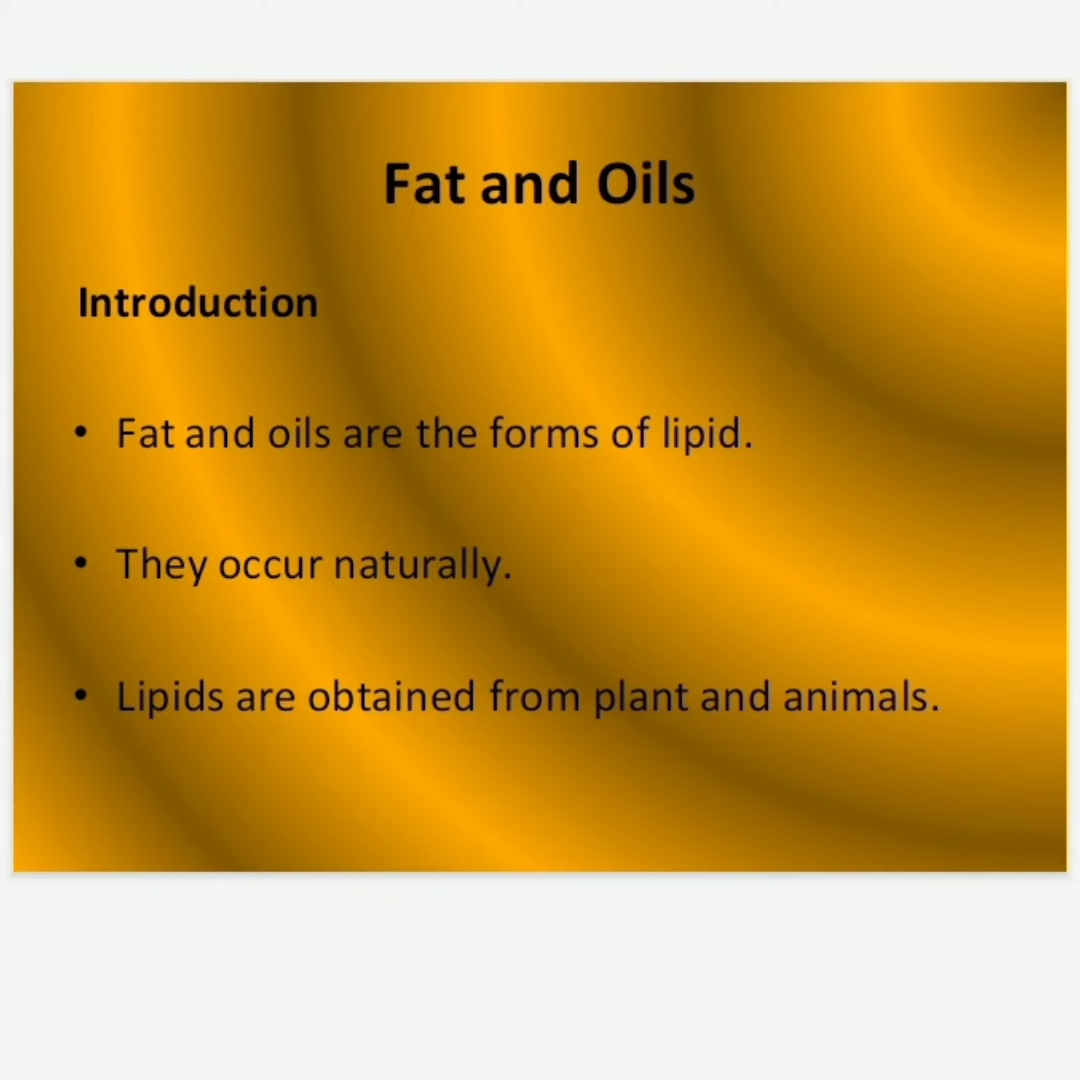 Fat and Oils
Introduction
• Fat and oils are the forms of lipid.
• They occur naturally.
• Lipids are obtained from plant and animals.